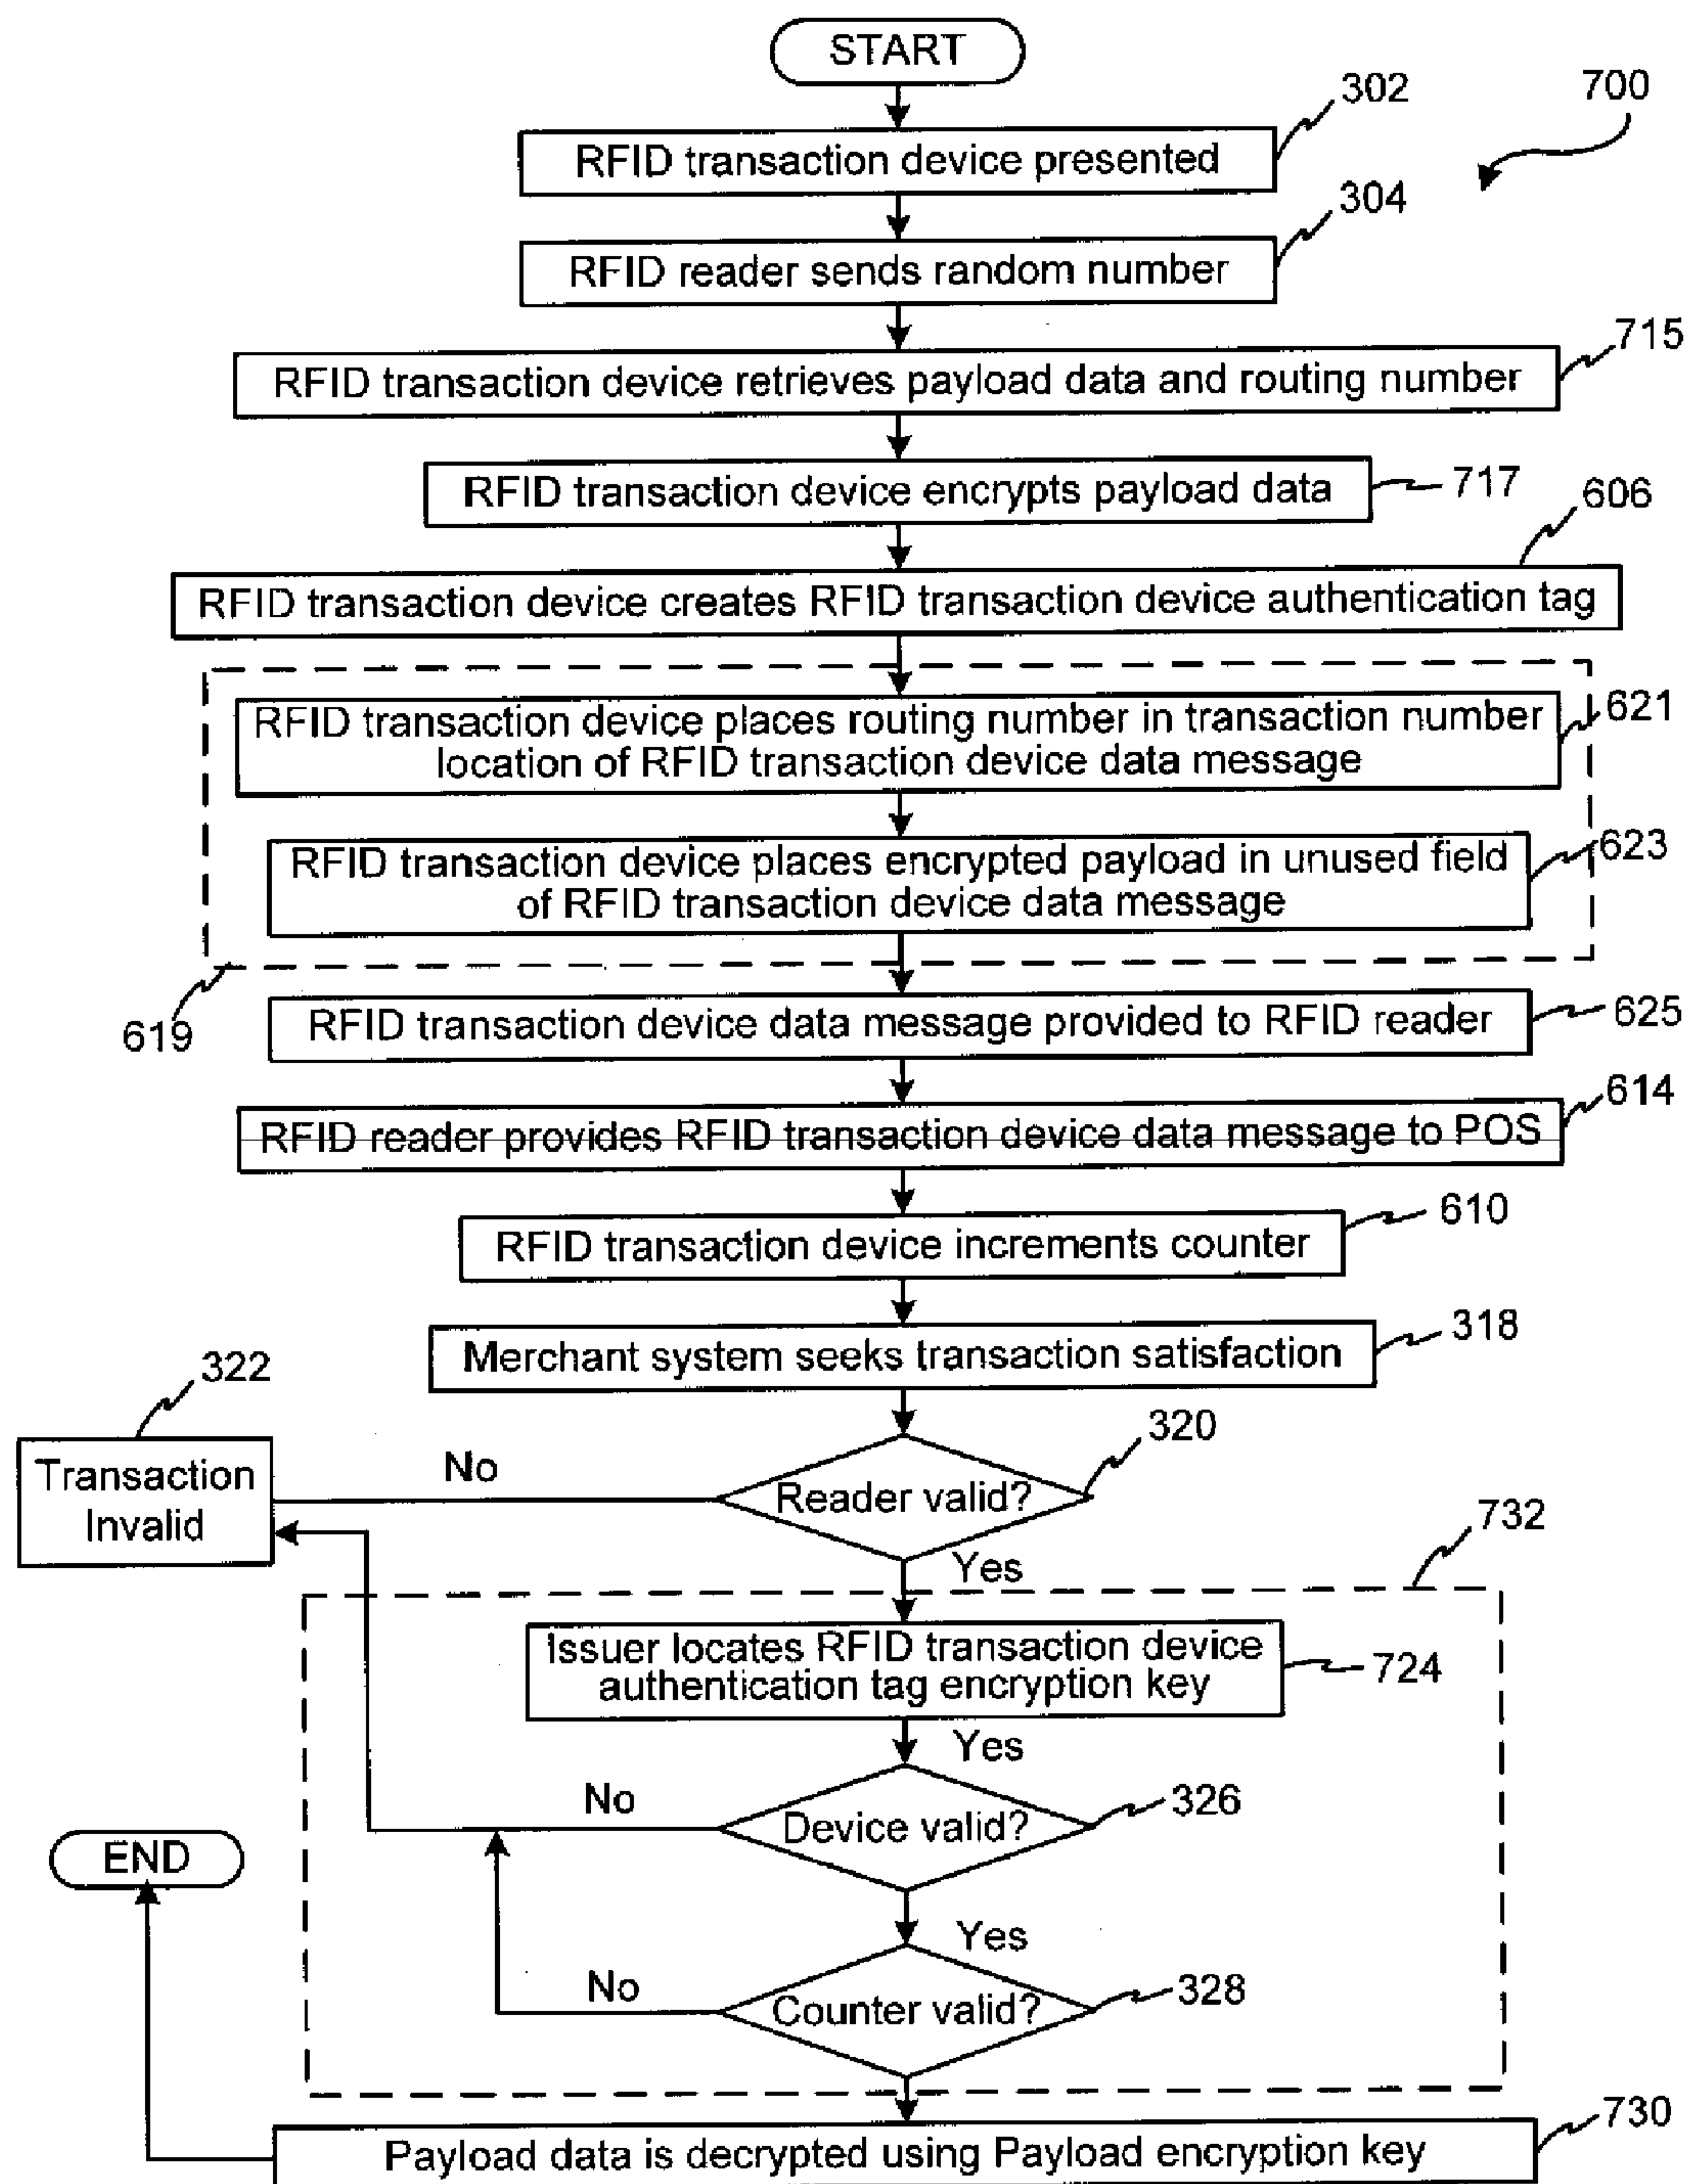 START
302
700
RFID transaction device presented
304
RFID reader sends random number
715
RFID transaction device retrieves payload data and routing number
RFID transaction device encrypts payload data
717
606
RFID transaction device creates RFID transaction device authentication tag
RFID transaction device places routing number in transaction number
location of RFID transaction device data message
621
RFID transaction device places encrypted payload in unused field
of RFID transaction device data message
623
619
RFID transaction device data message provided to RFID reader
625
614
RFID reader provides RFID transaction device data message to POS
610
RFID transaction device increments counter
318
Merchant system seeks transaction satisfaction
322
320
Transaction
Invalid
No
Reader valid?
Yes
732
Issuer locates RFID transaction device
authentication tag encryption key
724
Yes
No
Device valid?
326
END
Yes
No
Counter valid?
328
730
Payload data is decrypted using Payload encryption key